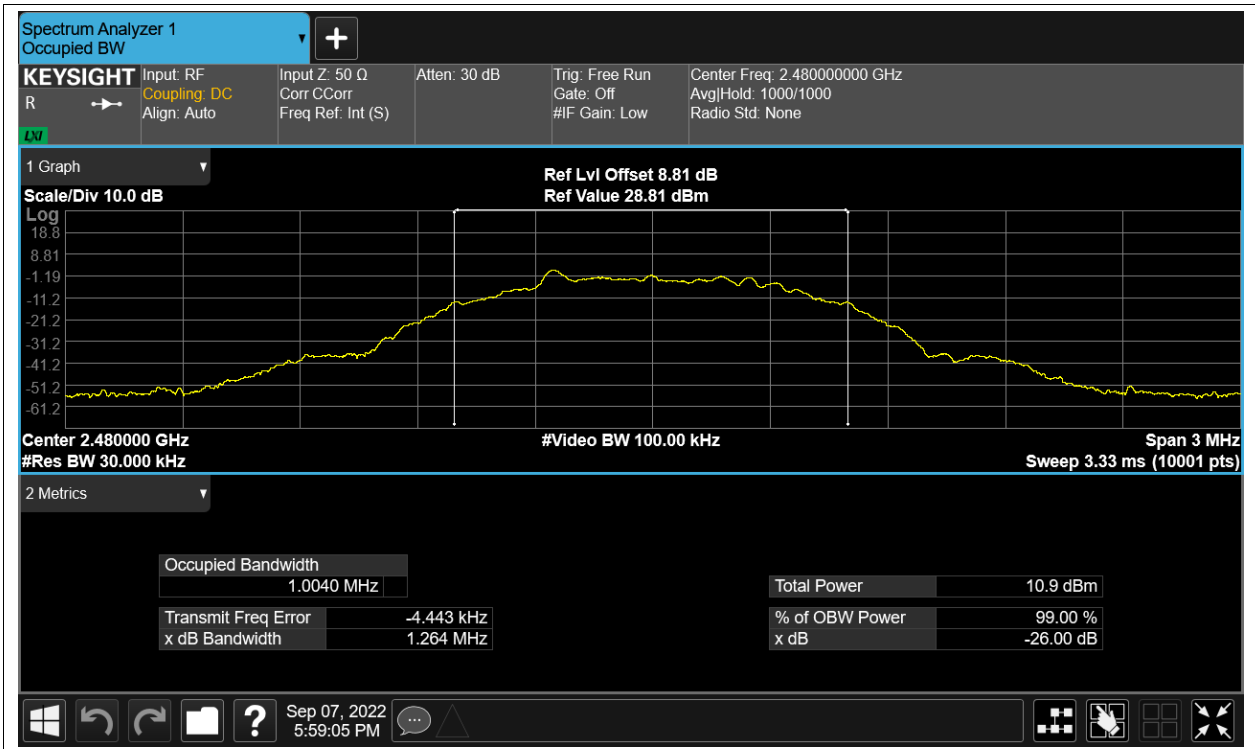 Spectrum Analyzer 1
Occupied BW
+
KEYSIGHT
R
LXI
Input: RF
Coupling: DC
Align: Auto
Input Z: 50 Ω
Corr CCorr
Freq Ref: Int (S)
Atten: 30 dB
Trig: Free Run
Gate: Off
#IF Gain: Low
Center Freq: 2.480000000 GHz
Avg|Hold: 1000/1000
Radio Std: None
1 Graph
Scale/Div 10.0 dB
Ref Lvl Offset 8.81 dB
Ref Value 28.81 dBm
Log
18.8
8.81
-1.19
-11.2
-21.2
-31.2
-41.2
-51.2
-61.2
Center 2.480000 GHz
#Res BW 30.000 kHz
#Video BW 100.00 kHz
Span 3 MHz
Sweep 3.33 ms (10001 pts)
2 Metrics
Occupied Bandwidth
1.0040 MHz
Transmit Freq Error -4.443 kHz
x dB Bandwidth 1.264 MHz
Total Power 10.9 dBm
% of OBW Power 99.00 %
x dB -26.00 dB
?
Sep 07, 2022
5:59:05 PM